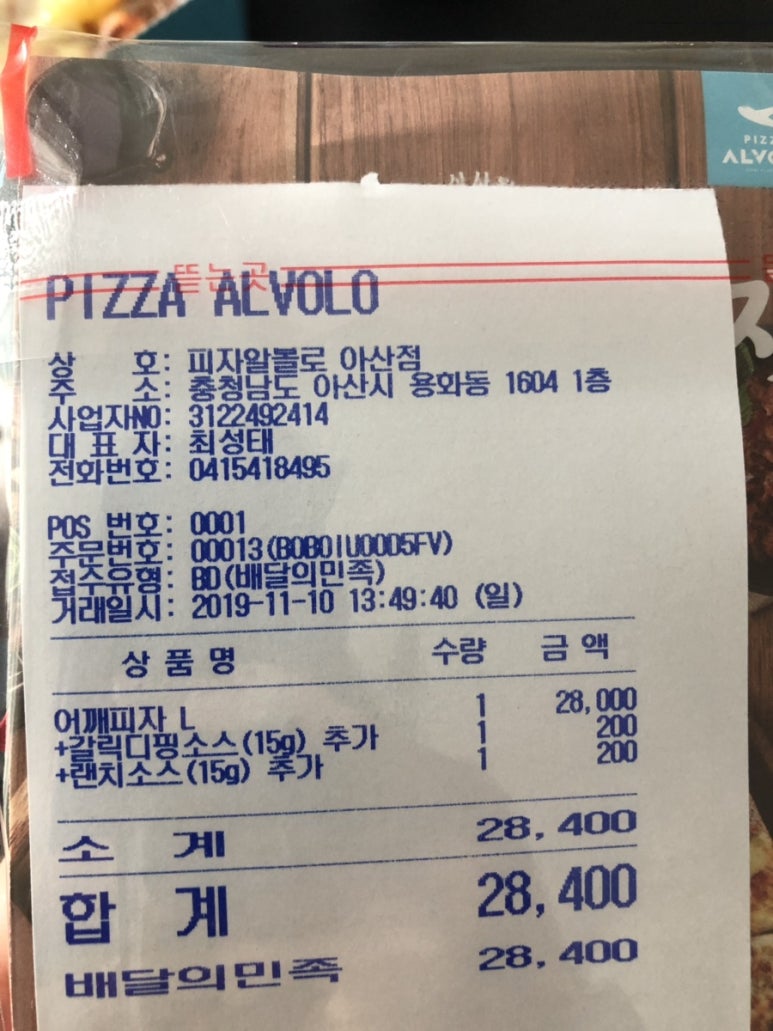 PIZZA
ALVO
뜯는곳
PIZZA ALVOLO
상 호: 피자알볼로 아산점
주 소: 충청남도 아산시 용화동 1604 1층
사업자NO: 3122492414
대 표 자: 최성태
전화번호: 0415418495
POS 번호: 0001
주문번호: 00013(B0B0IU00D5FV)
접수유형: BD(배달의민족)
거래일시: 2019-11-10 13:49:40 (일)
상 품 명 수량 금 액
어깨피자 L 1 28,000
+갈릭디핑소스(15g) 추가 1 200
+랜치소스(15g) 추가 1 200
소 계 28,400
합 계 28,400
배달의민족 28,400